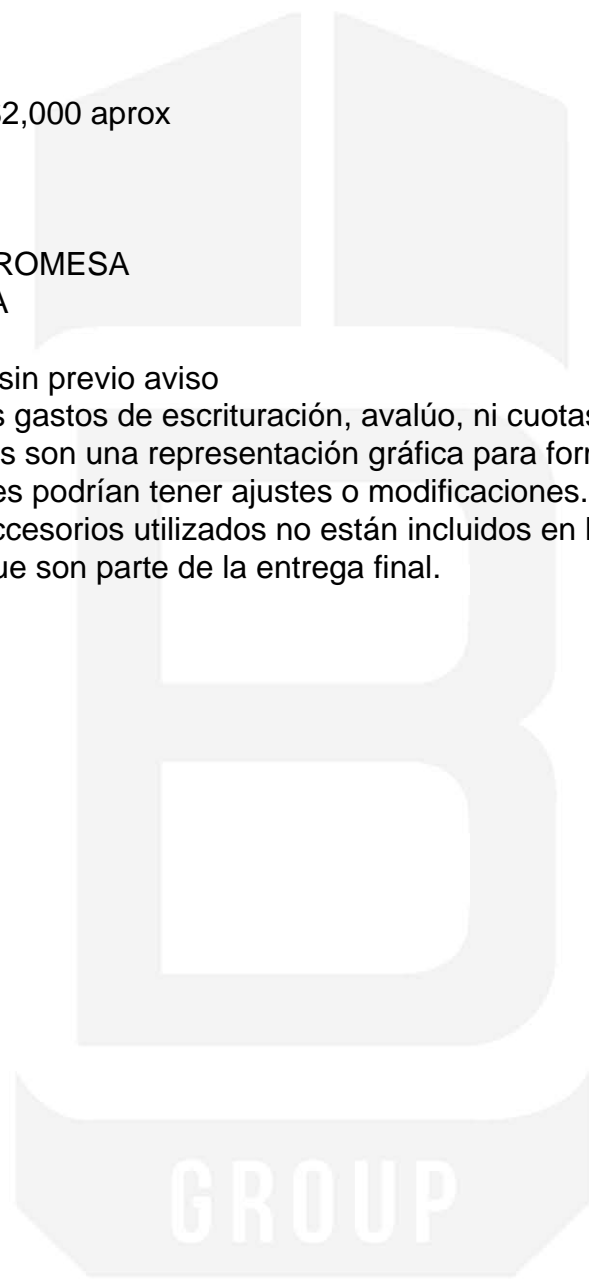 $2,000 aprox
ROMESA
A
sin previo aviso
s gastos de escrituración, avalúo, ni cuotas
s son una representación gráfica para for
es podrían tener ajustes o modificaciones.
ccesorios utilizados no están incluidos en l
ue son parte de la entrega final.
B
GROUP